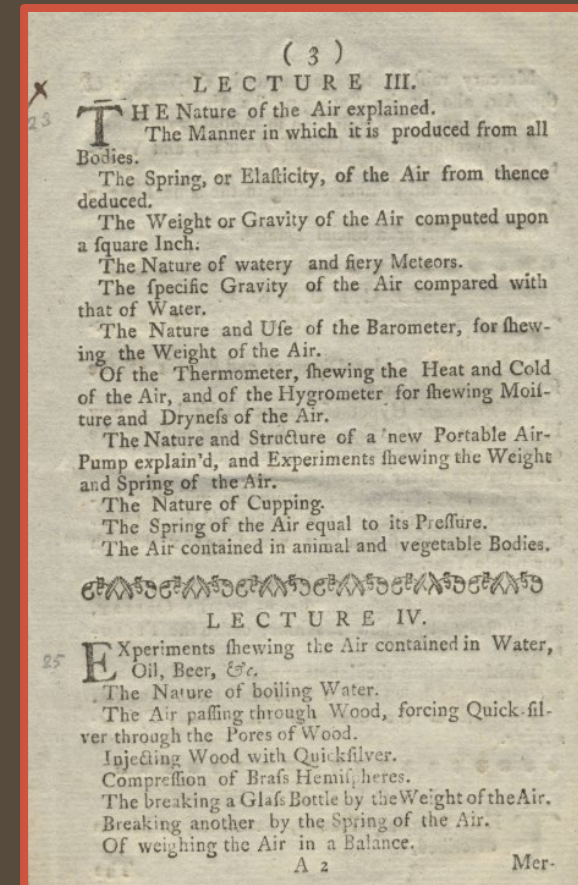 ( 3 )
LECTURE III.
THE Nature of the Air explained.
The Manner in which it is produced from all
Bodies.
The Spring, or Elaſticity, of the Air from thence
deduced.
The Weight or Gravity of the Air computed upon
a ſquare Inch.
The Nature of watery and fiery Meteors.
The ſpecific Gravity of the Air compared with
that of Water.
The Nature and Uſe of the Barometer, for ſhew-
ing the Weight of the Air.
Of the Thermometer, ſhewing the Heat and Cold
of the Air, and of the Hygrometer for ſhewing Moiſ-
ture and Dryneſs of the Air.
The Nature and Structure of a new Portable Air-
Pump explain'd, and Experiments ſhewing the Weight
and Spring of the Air.
The Nature of Cupping.
The Spring of the Air equal to its Preſſure.
The Air contained in animal and vegetable Bodies.
LECTURE IV.
EXperiments ſhewing the Air contained in Water,
Oil, Beer, &c.
The Nature of boiling Water.
The Air paſſing through Wood, forcing Quick-ſil-
ver through the Pores of Wood.
Injecting Wood with Quickſilver.
Compreſſion of Braſs Hemiſpheres.
The breaking a Glaſs Bottle by the Weight of the Air.
Breaking another by the Spring of the Air.
Of weighing the Air in a Balance.
A 2 Mer-